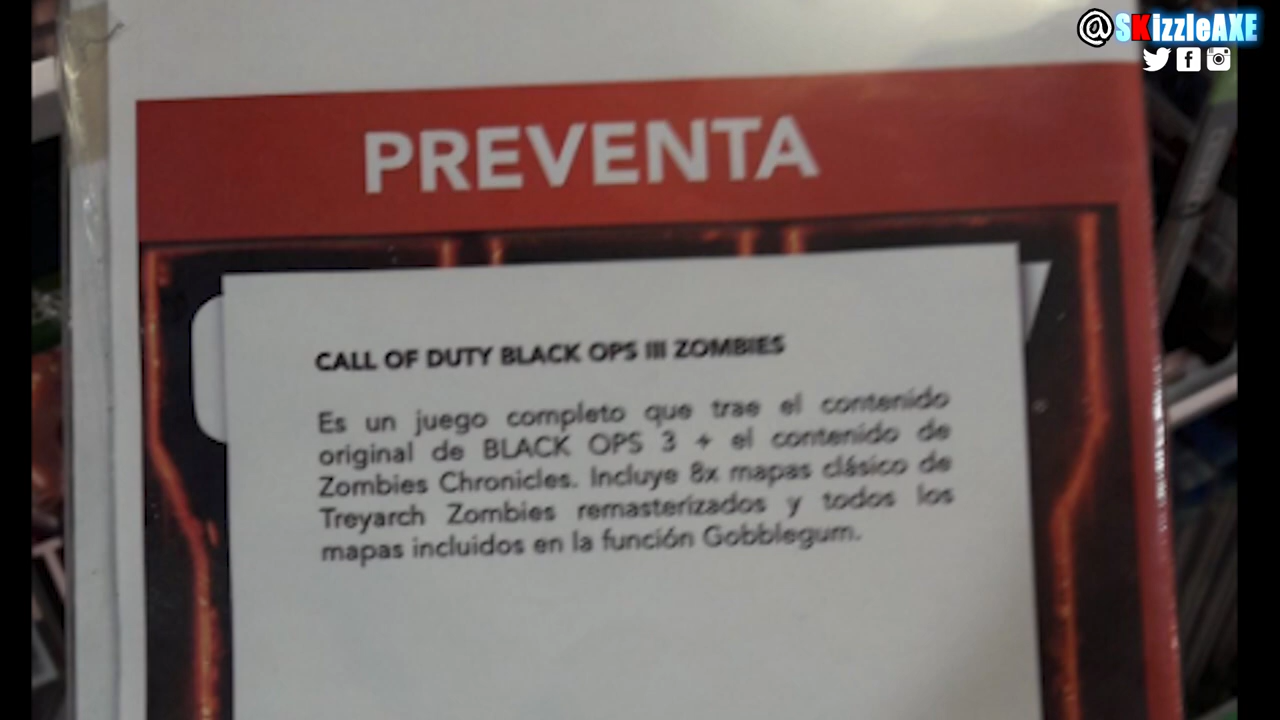 @SKizzleAXE
PREVENTA
CALL OF DUTY BLACK OPS III ZOMBIES
Es un juego completo que trae el contenido
original de BLACK OPS 3 + el contenido de
Zombies Chronicles. Incluye 8x mapas clásico de
Treyarch Zombies remasterizados y todos los
mapas incluidos en la función Gobblegum.